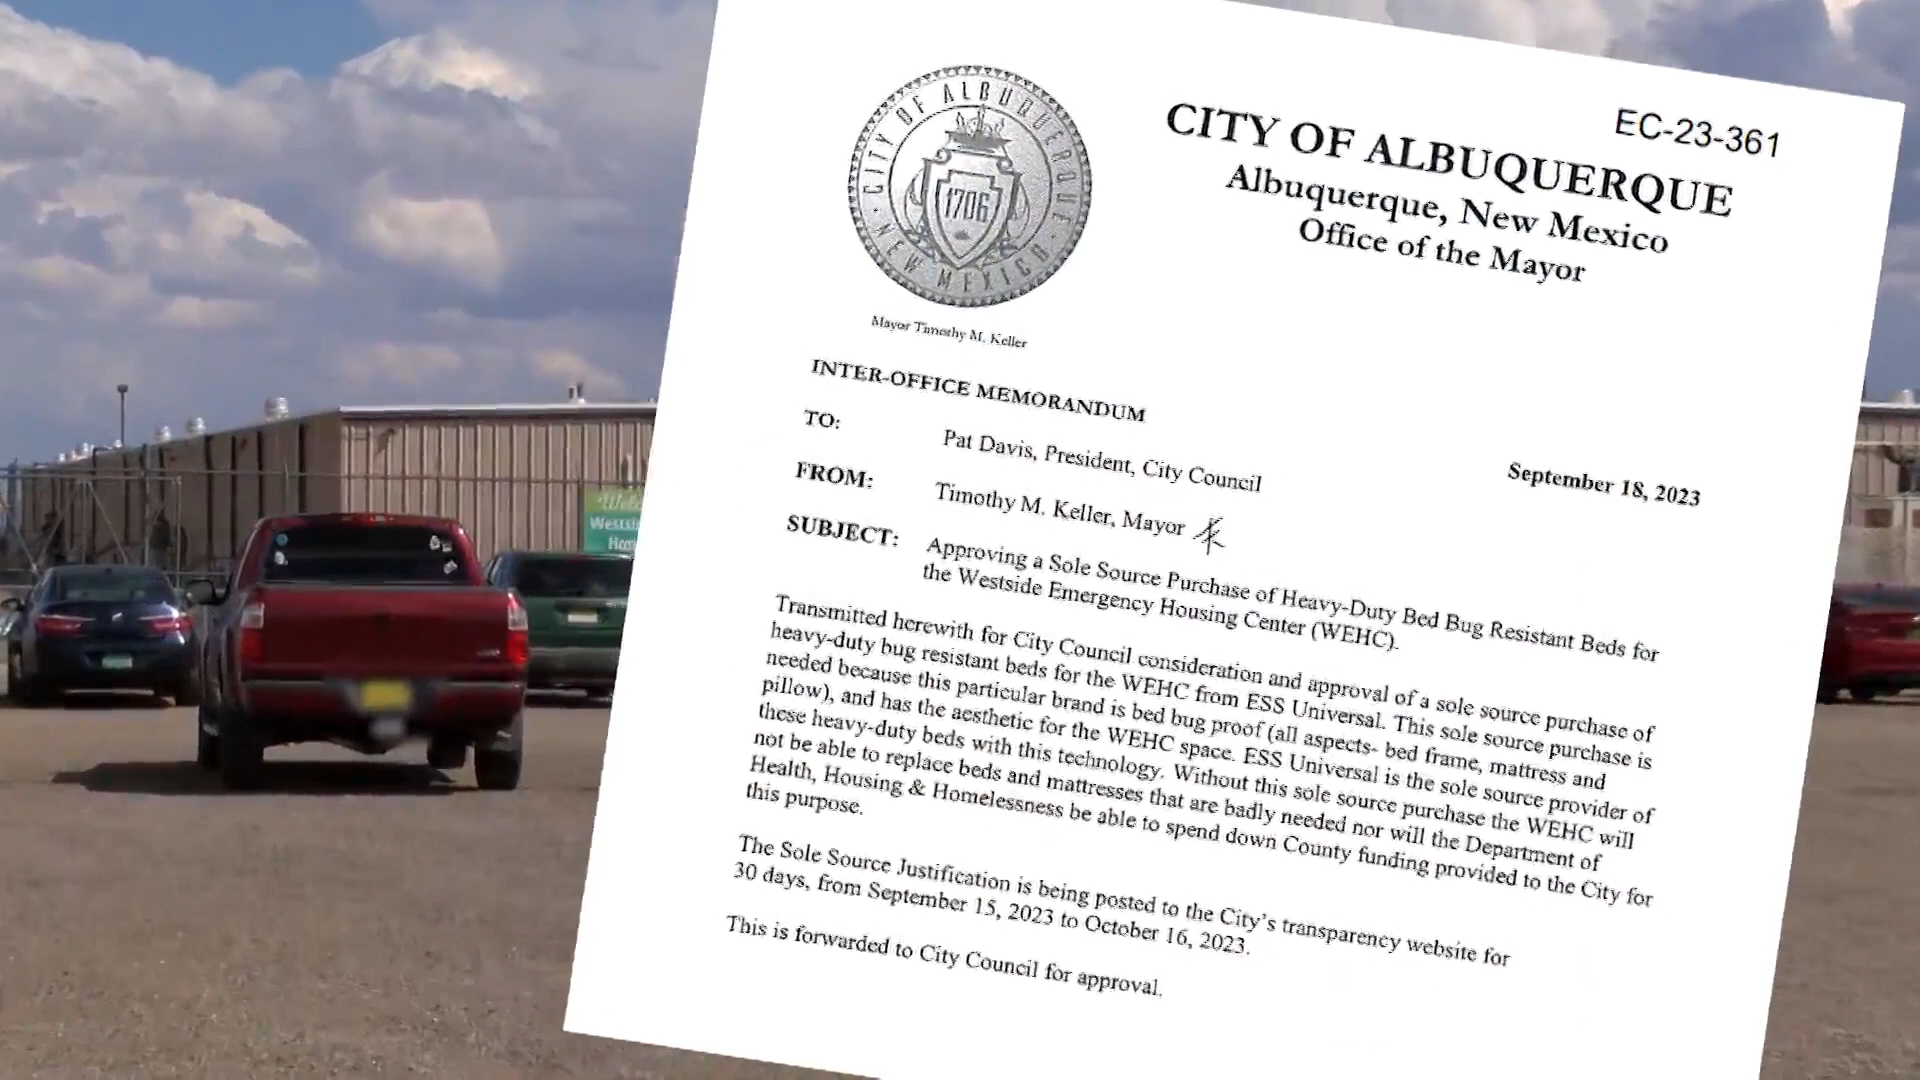 EC-23-361
CITY OF ALBUQUERQUE
Albuquerque, New Mexico
Office of the Mayor
CITY OF ALBUQUERQUE
1706
NEW MEXICO
Mayor Timothy M. Keller
INTER-OFFICE MEMORANDUM
TO: Pat Davis, President, City Council
September 18, 2023
FROM: Timothy M. Keller, Mayor
SUBJECT: Approving a Sole Source Purchase of Heavy-Duty Bed Bug Resistant Beds for
the Westside Emergency Housing Center (WEHC).
Transmitted herewith for City Council consideration and approval of a sole source purchase of
heavy-duty bug resistant beds for the WEHC from ESS Universal. This sole source purchase is
needed because this particular brand is bed bug proof (all aspects- bed frame, mattress and
pillow), and has the aesthetic for the WEHC space. ESS Universal is the sole source provider of
these heavy-duty beds with this technology. Without this sole source purchase the WEHC will
not be able to replace beds and mattresses that are badly needed nor will the Department of
Health, Housing & Homelessness be able to spend down County funding provided to the City for
this purpose.
The Sole Source Justification is being posted to the City's transparency website for
30 days, from September 15, 2023 to October 16, 2023.
This is forwarded to City Council for approval.